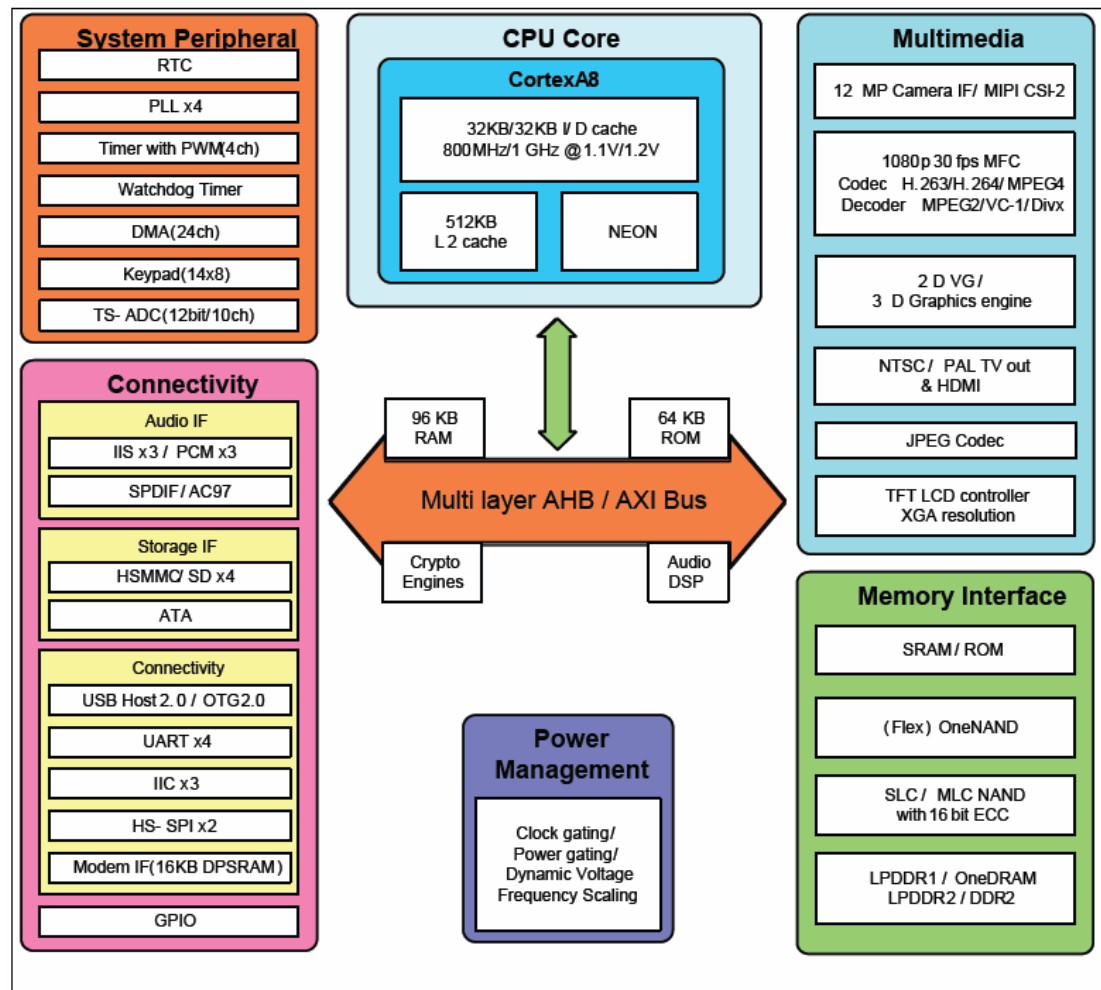 System Peripheral
RTC
PLL x4
Timer with PWM(4ch)
Watchdog Timer
DMA(24ch)
Keypad(14x8)
TS- ADC(12bit/10ch)
Connectivity
Audio IF
IIS x3 / PCM x3
SPDIF/ AC97
Storage IF
HSMMC/ SD x4
ATA
Connectivity
USB Host 2. 0 / OTG2.0
UART x4
IIC x3
HS- SPI x2
Modem IF(16KB DPSRAM)
GPIO
CPU Core
CortexA8
32KB/32KB I/ D cache
800MHz/1 GHz @1.1V/1.2V
512KB
L 2 cache
NEON
96 KB
RAM
64 KB
ROM
Multi layer AHB / AXI Bus
Crypto
Engines
Audio
DSP
Power
Management
Clock gating/
Power gating/
Dynamic Voltage
Frequency Scaling
Multimedia
12 MP Camera IF/ MIPI CSI-2
1080p 30 fps MFC
Codec H.263/H.264/ MPEG4
Decoder MPEG2/VC-1/Divx
2 D VG /
3 D Graphics engine
NTSC / PAL TV out
& HDMI
JPEG Codec
TFT LCD controller
XGA resolution
Memory Interface
SRAM / ROM
(Flex) OneNAND
SLC / MLC NAND
with 16 bit ECC
LPDDR1 / OneDRAM
LPDDR2 / DDR2